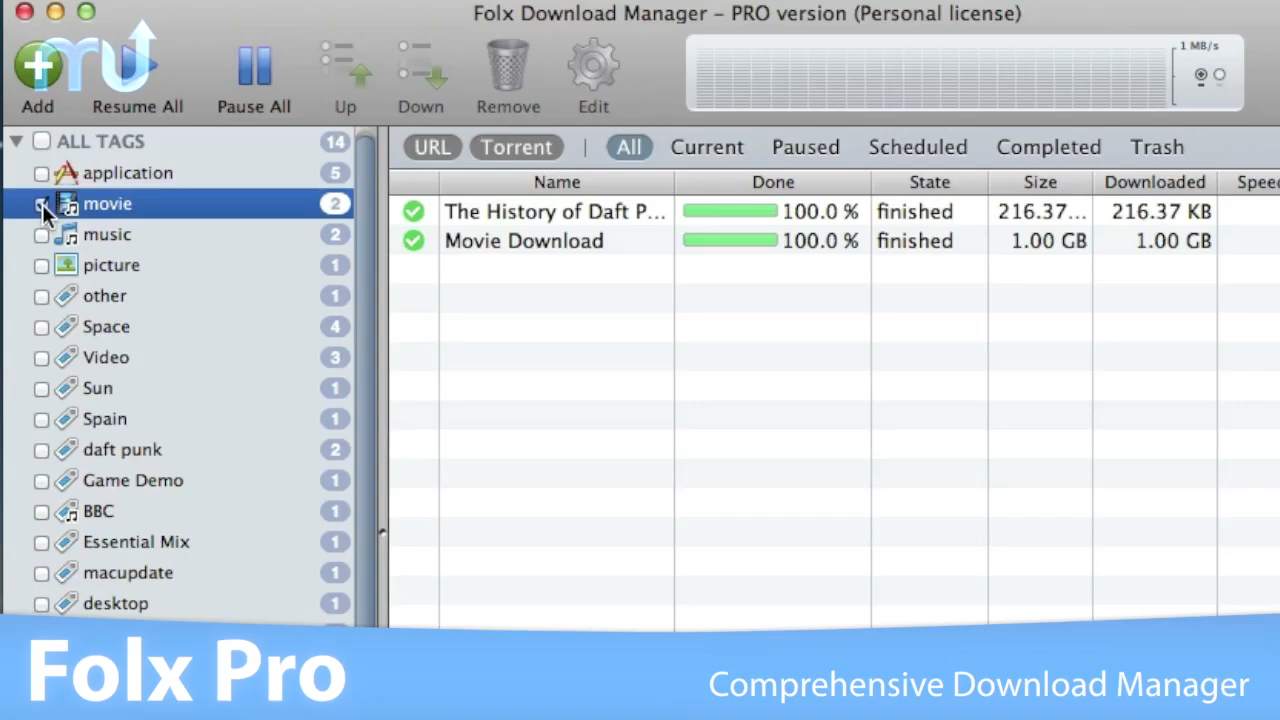 Folx Download Manager – PRO version (Personal license)
mu
Add Resume All Pause All Up Down Remove Edit
1 MB/s
ALL TAGS 14
application 5
movie 2
music 2
picture 1
other 1
Space 4
Video 3
Sun 1
Spain 1
daft punk 2
Game Demo 1
BBC 1
Essential Mix 1
macupdate 1
desktop 1
URL Torrent | All Current Paused Scheduled Completed Trash
Name Done State Size Downloaded Spee
The History of Daft P... 100.0 % finished 216.37... 216.37 KB
Movie Download 100.0 % finished 1.00 GB 1.00 GB
Folx Pro
Comprehensive Download Manager